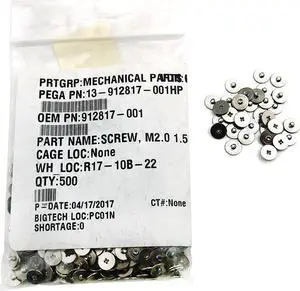 PRTGRP:MECHANICAL PARTS
PEGA PN:13-912817-001HP
OEM PN:912817-001
PART NAME:SCREW, M2.0 1.5
CAGE LOC:None
WH_LOC:R17-10B-22
QTY:500
P-DATE:04/17/2017
CT#:None
BIGTECH LOC:PC01N
SHORTAGE:0